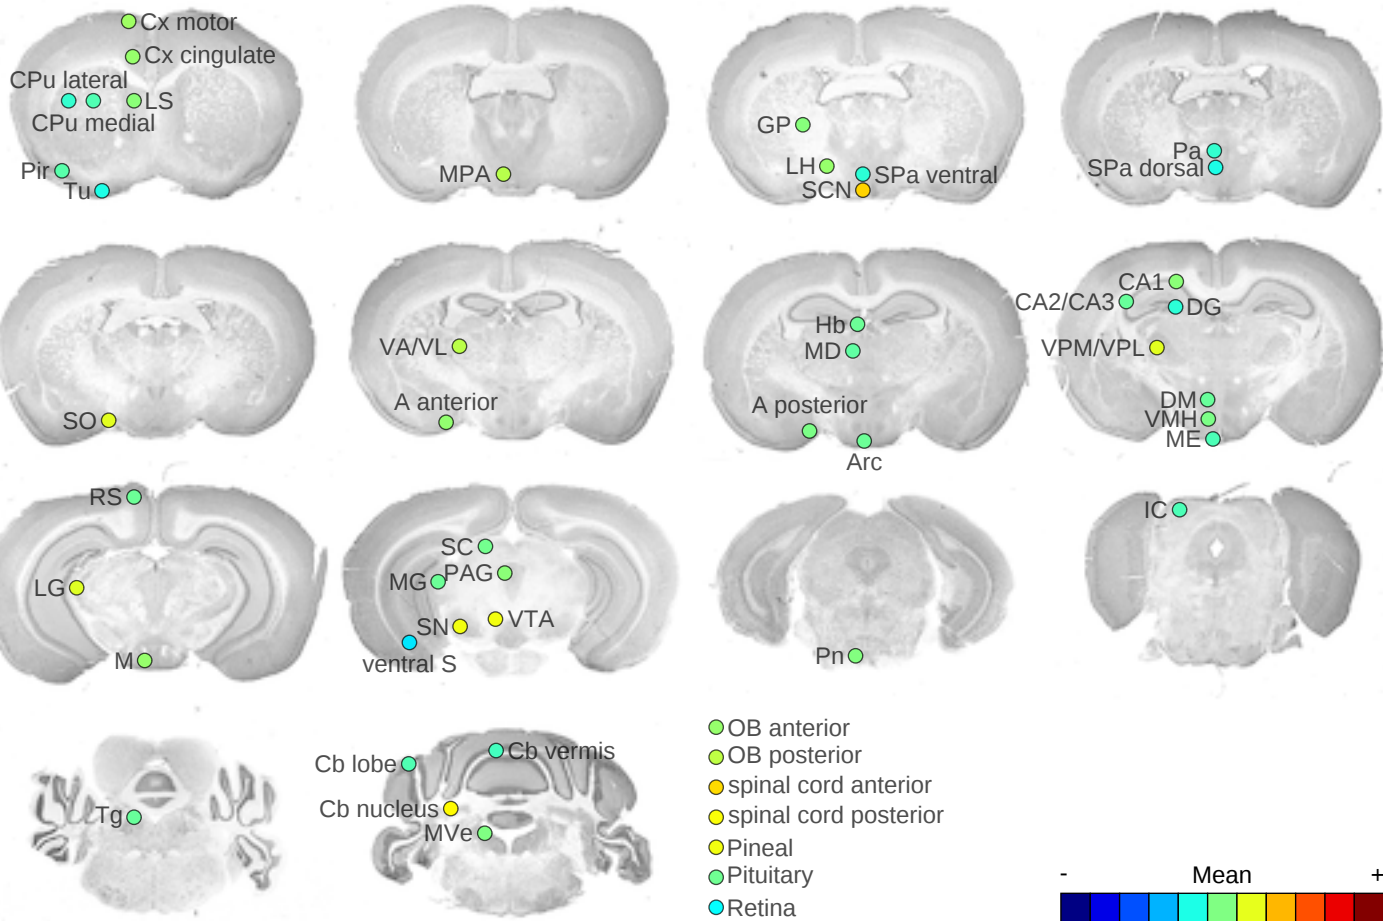 Cx motor
Cx cingulate
CPu lateral
LS
CPu medial
Pir
Tu
MPA
GP
LH
SPa ventral
SCN
Pa
SPa dorsal
SO
VA/VL
A anterior
Hb
MD
A posterior
Arc
CA1
CA2/CA3
DG
VPM/VPL
DM
VMH
ME
RS
LG
M
SC
MG
PAG
SN
VTA
ventral S
Pn
IC
Tg
Cb lobe
Cb vermis
Cb nucleus
MVe
OB anterior
OB posterior
spinal cord anterior
spinal cord posterior
Pineal
Pituitary
Retina
- Mean +